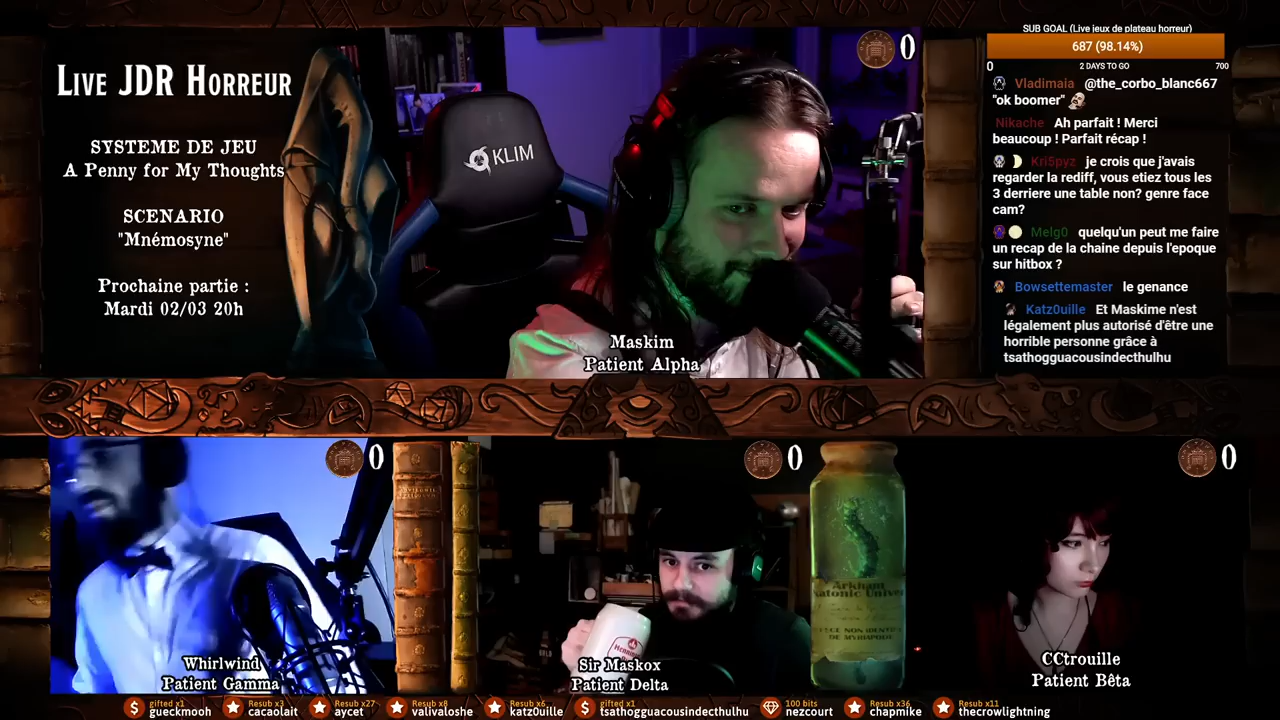 Live JDR Horreur
SYSTEME DE JEU
A Penny for My Thoughts
SCENARIO
"Mnémosyne"
Prochaine partie :
Mardi 02/03 20h
KLIM
0
Maskim
Patient Alpha
SUB GOAL (Live jeux de plateau horreur)
687 (98.14%)
0
2 DAYS TO GO
700
Vladimaia @the_corbo_blanc667
"ok boomer"
Nikache Ah parfait ! Merci
beaucoup ! Parfait récap !
Kri5pyz je crois que j'avais
regarder la rediff, vous etiez tous les
3 derriere une table non? genre face
cam?
Melg0 quelqu'un peut me faire
un recap de la chaine depuis l'epoque
sur hitbox ?
Bowsettemaster le genance
Katz0uille Et Maskime n'est
légalement plus autorisé d'être une
horrible personne grâce à
tsathogguacousindecthulhu
0
Whirlwind
Patient Gamma
0
Sir Maskox
Patient Delta
Arkham
0
CCtrouille
Patient Bêta
gifted x1
gueckmooh
Resub x3
cacaolait
Resub x27
aycet
Resub x8
valivaloshe
Resub x6
katz0uille
gifted x1
tsathogguacousindecthulhu
100 bits
nezcourt
Resub x36
chapmike
Resub x11
thecrowlightning